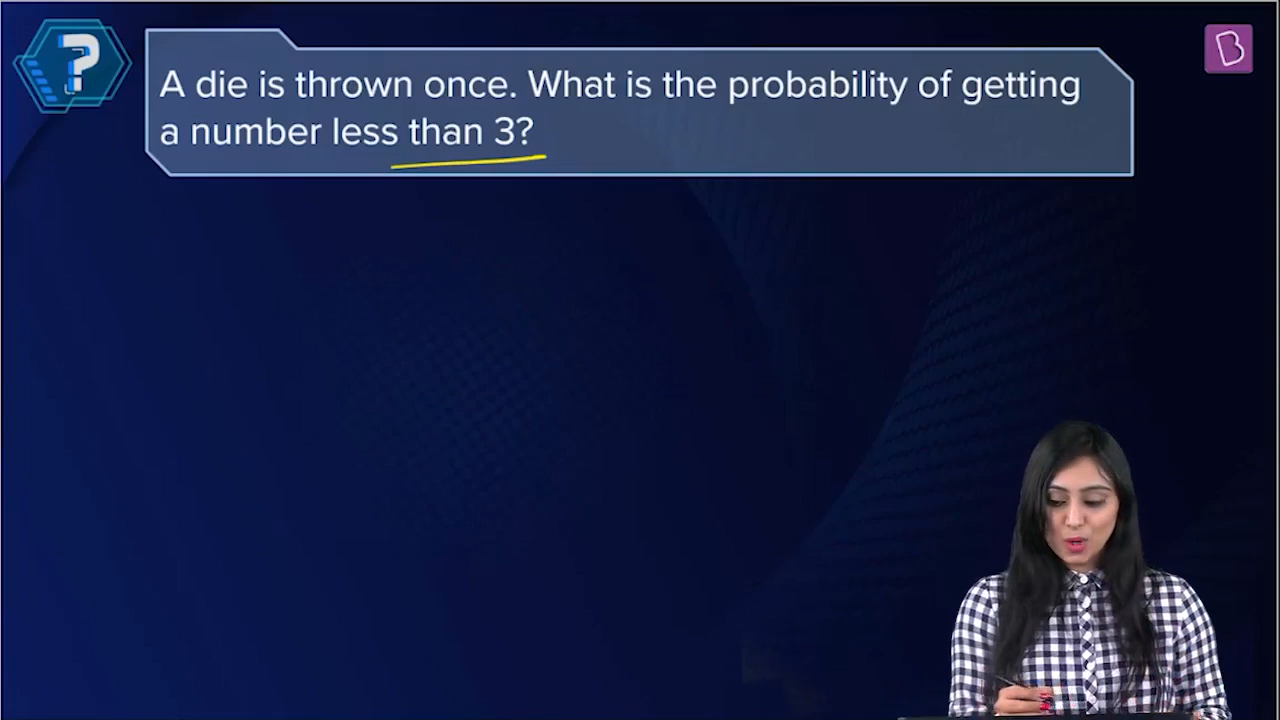 ?
A die is thrown once. What is the probability of getting
a number less than 3?
B